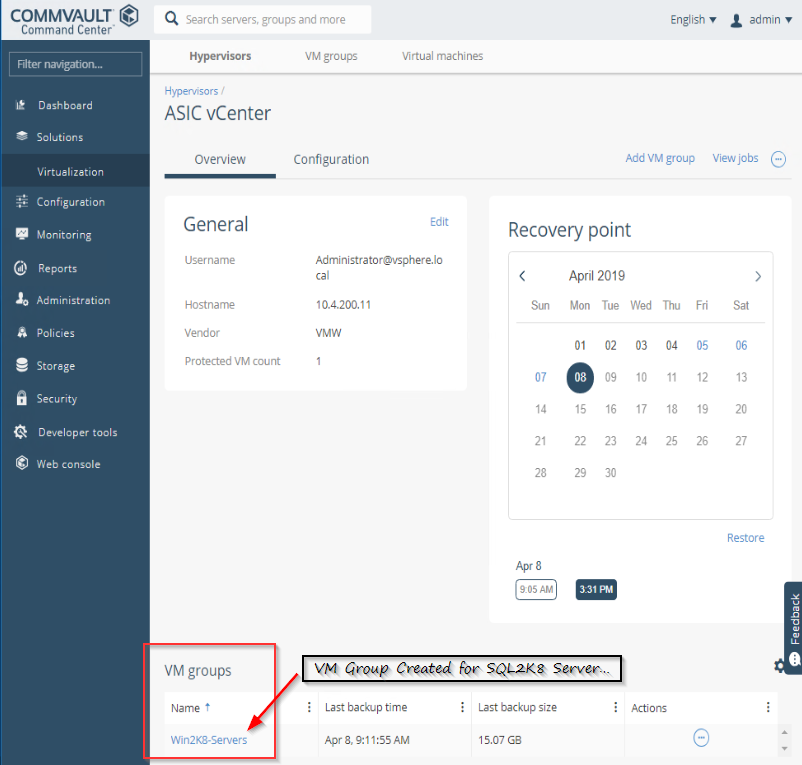 COMMVAULT
Command Center
Search servers, groups and more
English
admin
Filter navigation...
Dashboard
Solutions
Virtualization
Configuration
Monitoring
Reports
Administration
Policies
Storage
Security
Developer tools
Web console
Hypervisors VM groups Virtual machines
Hypervisors /
ASIC vCenter
Overview Configuration
Add VM group View jobs
General Edit
Username Administrator@vsphere.lo
cal
Hostname 10.4.200.11
Vendor VMW
Protected VM count 1
Recovery point
April 2019
Sun Mon Tue Wed Thu Fri Sat
01 02 03 04 05 06
07 08 09 10 11 12 13
14 15 16 17 18 19 20
21 22 23 24 25 26 27
28 29 30
Restore
Apr 8
9:05 AM 3:31 PM
Feedback
VM groups
VM Group Created for SQL2K8 Server...
Name ↑ Last backup time Last backup size Actions
Win2K8-Servers Apr 8, 9:11:55 AM 15.07 GB